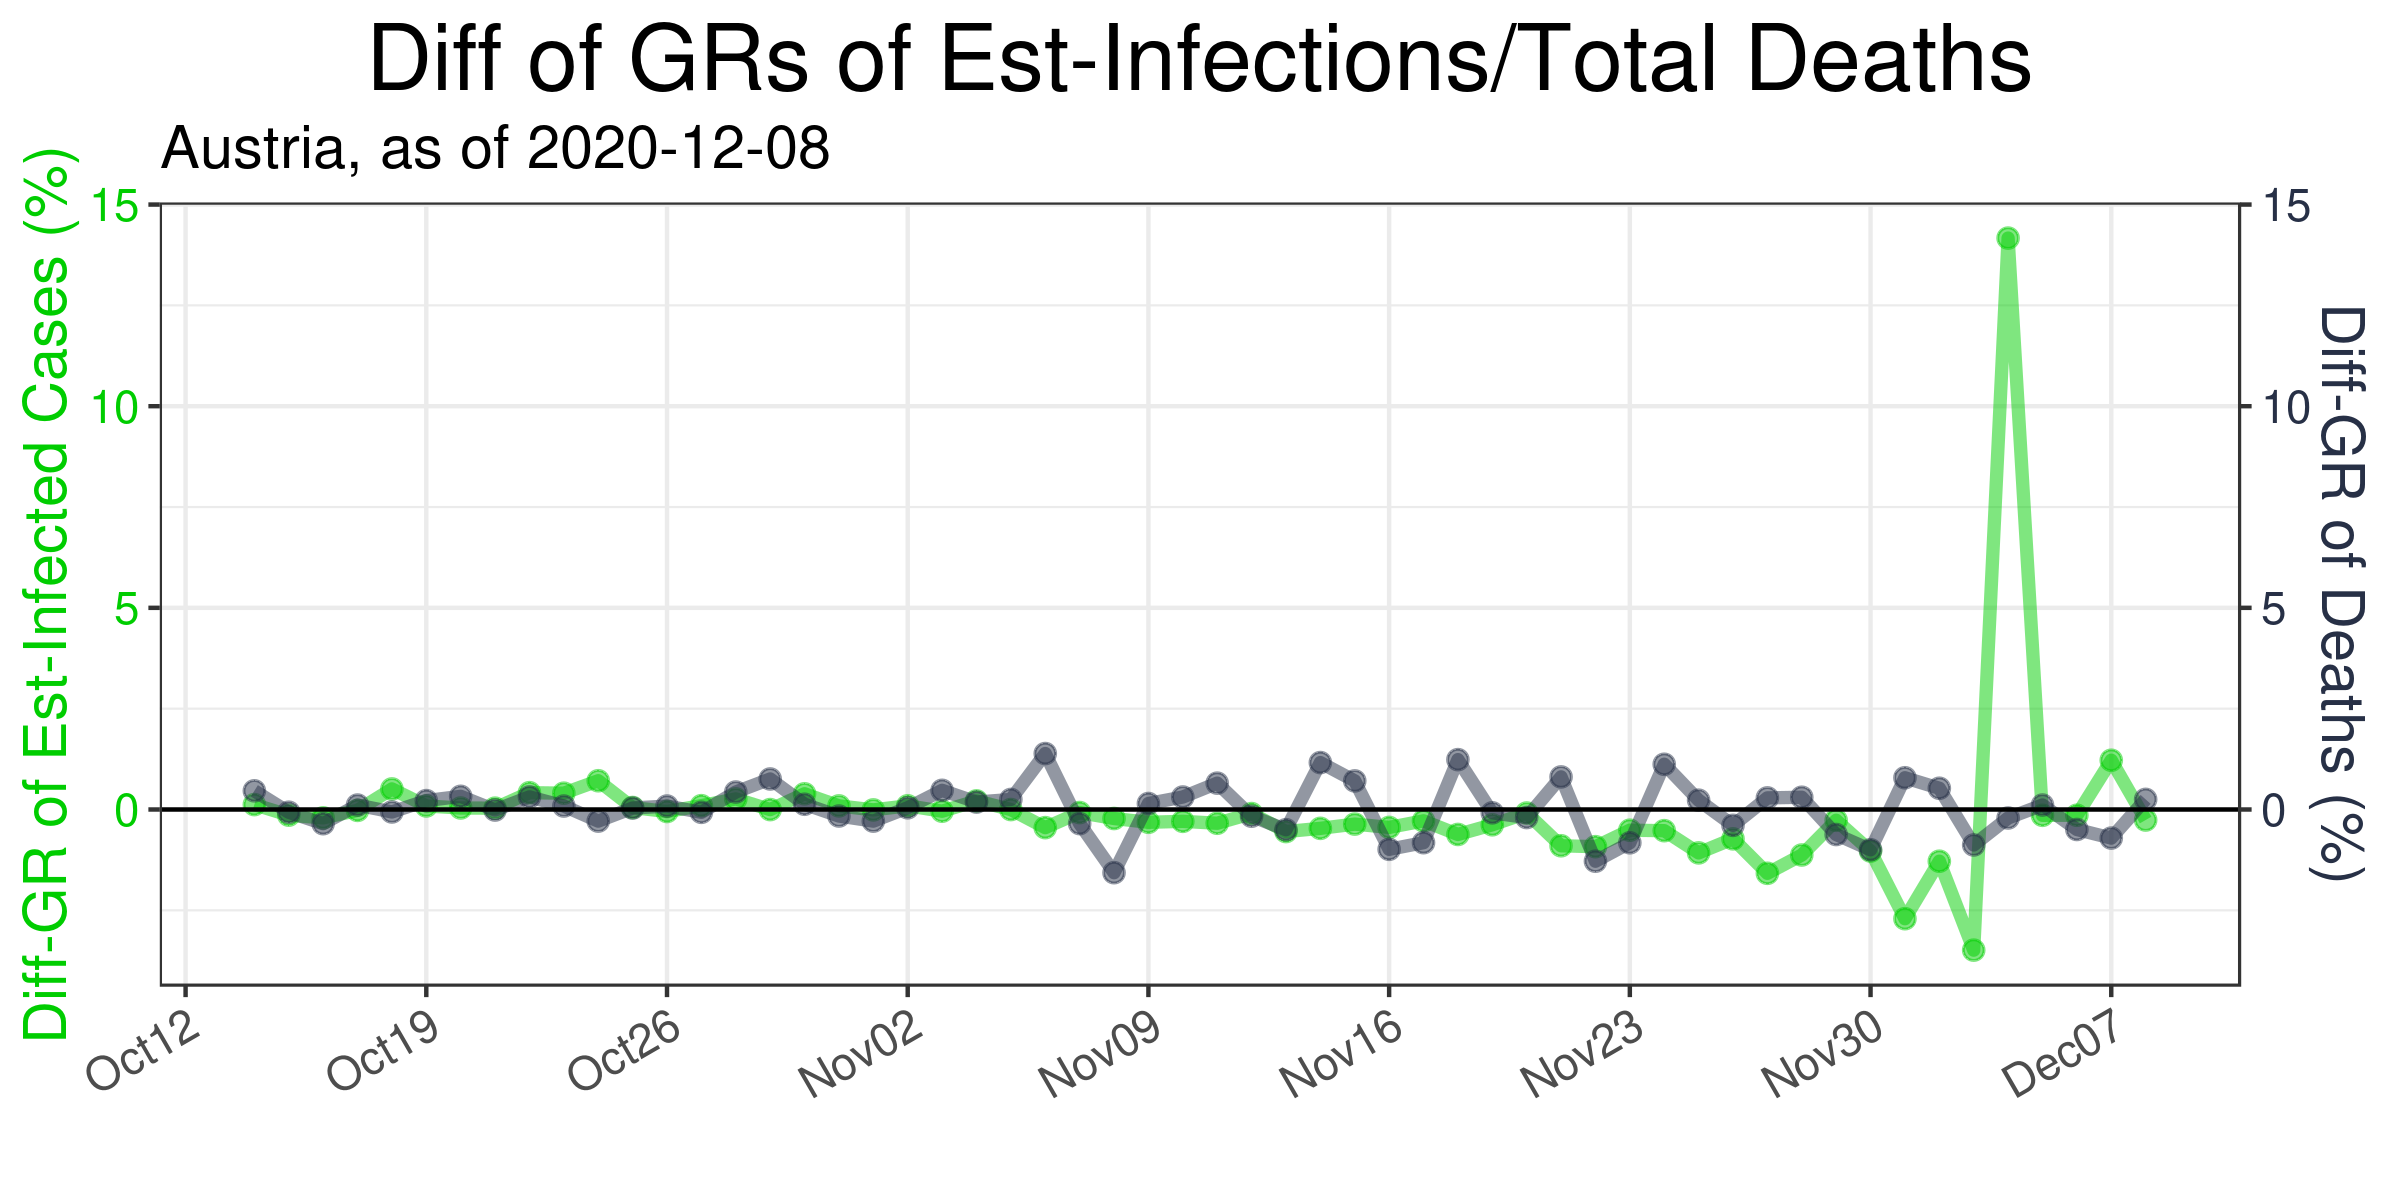 Diff of GRs of Est-Infections/Total Deaths
Austria, as of 2020-12-08
Diff-GR of Est-Infected Cases (%)
15
10
5
0
15
10
5
0
Diff-GR of Deaths (%)
Oct12
Oct19
Oct26
Nov02
Nov09
Nov16
Nov23
Nov30
Dec07